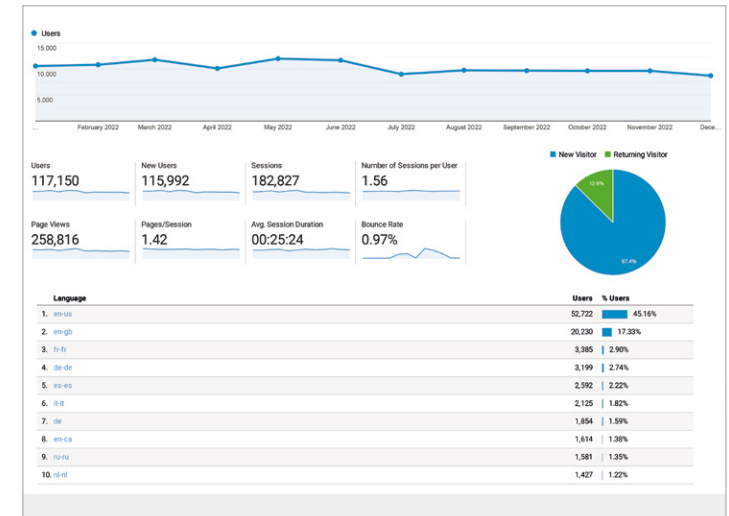 Users
15,000
10,000
5,000
... February 2022 March 2022 April 2022 May 2022 June 2022 July 2022 August 2022 September 2022 October 2022 November 2022 Dece...
New Visitor Returning Visitor
Users New Users Sessions Number of Sessions per User
117,150 115,992 182,827 1.56
12.6%
Page Views Pages/Session Avg. Session Duration Bounce Rate
258,816 1.42 00:25:24 0.97%
87.4%
Language Users % Users
1. en-us 52,722 45.16%
2. en-gb 20,230 17.33%
3. fr-fr 3,385 2.90%
4. de-de 3,199 2.74%
5. es-es 2,592 2.22%
6. it-it 2,125 1.82%
7. de 1,854 1.59%
8. en-ca 1,614 1.38%
9. ru-ru 1,581 1.35%
10. nl-nl 1,427 1.22%